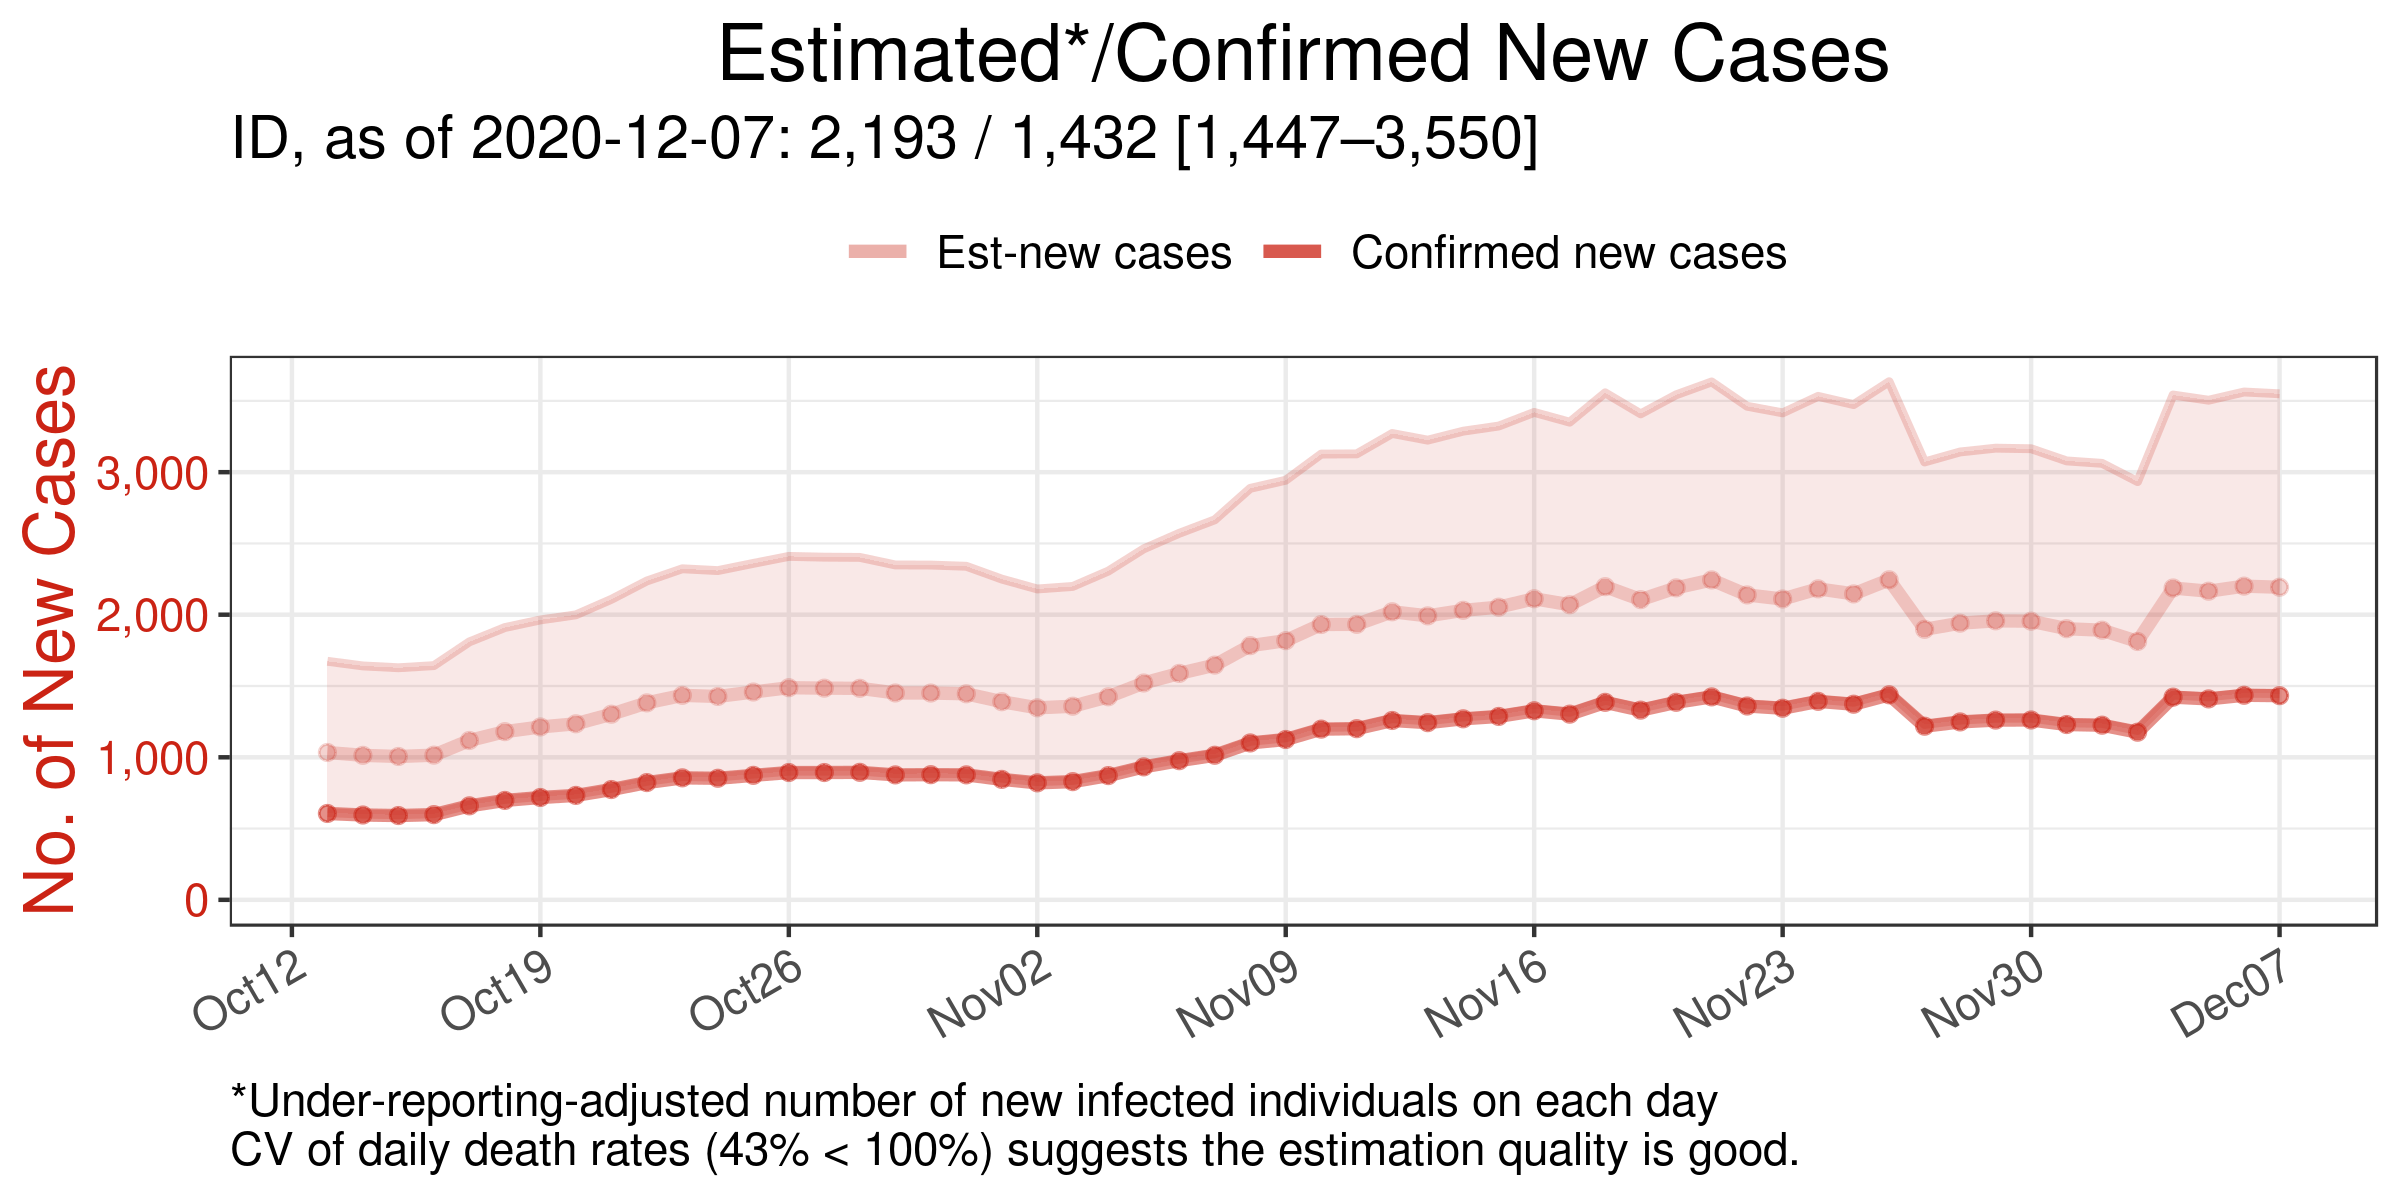 Estimated*/Confirmed New Cases
ID, as of 2020-12-07: 2,193 / 1,432 [1,447–3,550]
Est-new cases
Confirmed new cases
No. of New Cases
3,000
2,000
1,000
0
Oct12
Oct19
Oct26
Nov02
Nov09
Nov16
Nov23
Nov30
Dec07
*Under-reporting-adjusted number of new infected individuals on each day
CV of daily death rates (43% < 100%) suggests the estimation quality is good.